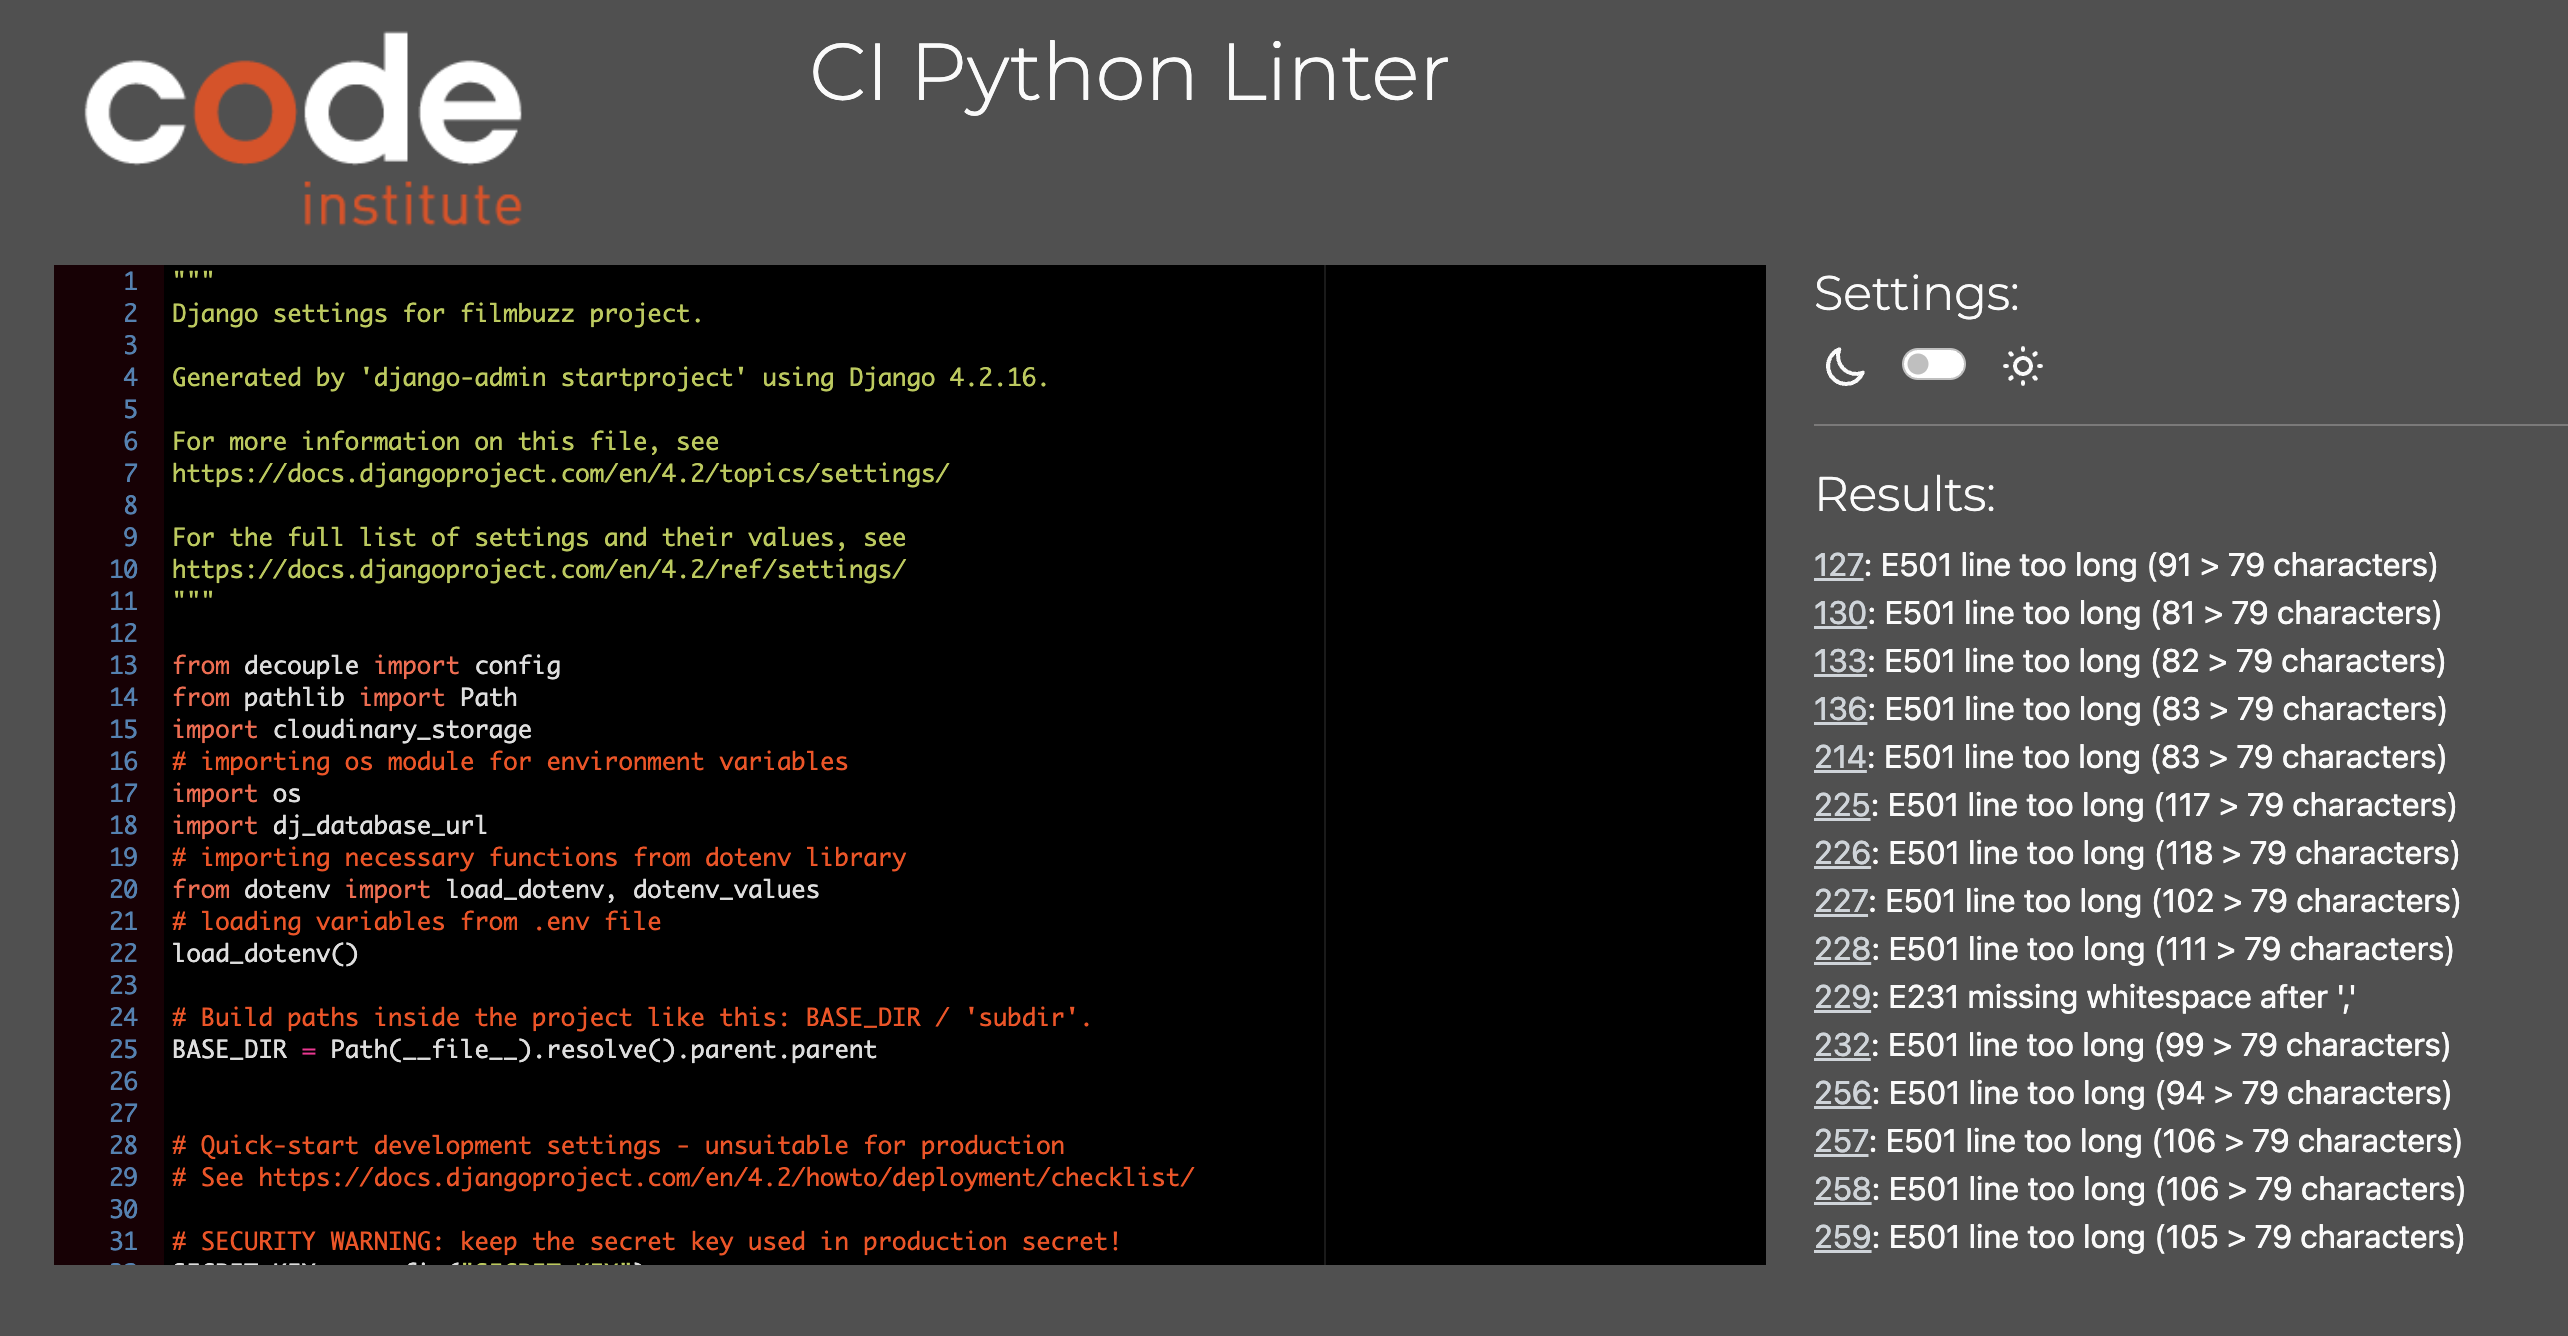 code
institute
CI Python Linter
1 """
2 Django settings for filmbuzz project.
3
4 Generated by 'django-admin startproject' using Django 4.2.16.
5
6 For more information on this file, see
7 https://docs.djangoproject.com/en/4.2/topics/settings/
8
9 For the full list of settings and their values, see
10 https://docs.djangoproject.com/en/4.2/ref/settings/
11 """
12
13 from decouple import config
14 from pathlib import Path
15 import cloudinary_storage
16 # importing os module for environment variables
17 import os
18 import dj_database_url
19 # importing necessary functions from dotenv library
20 from dotenv import load_dotenv, dotenv_values
21 # loading variables from .env file
22 load_dotenv()
23
24 # Build paths inside the project like this: BASE_DIR / 'subdir'.
25 BASE_DIR = Path(__file__).resolve().parent.parent
26
27
28 # Quick-start development settings - unsuitable for production
29 # See https://docs.djangoproject.com/en/4.2/howto/deployment/checklist/
30
31 # SECURITY WARNING: keep the secret key used in production secret!
Settings:
Results:
127: E501 line too long (91 > 79 characters)
130: E501 line too long (81 > 79 characters)
133: E501 line too long (82 > 79 characters)
136: E501 line too long (83 > 79 characters)
214: E501 line too long (83 > 79 characters)
225: E501 line too long (117 > 79 characters)
226: E501 line too long (118 > 79 characters)
227: E501 line too long (102 > 79 characters)
228: E501 line too long (111 > 79 characters)
229: E231 missing whitespace after ','
232: E501 line too long (99 > 79 characters)
256: E501 line too long (94 > 79 characters)
257: E501 line too long (106 > 79 characters)
258: E501 line too long (106 > 79 characters)
259: E501 line too long (105 > 79 characters)